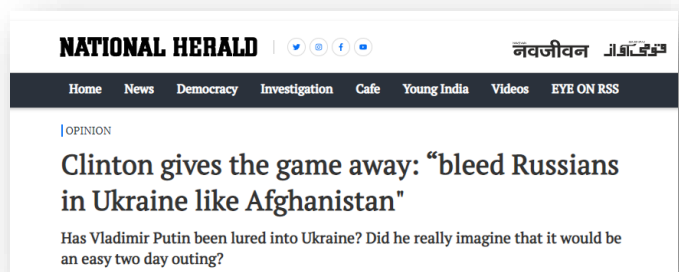 NATIONAL HERALD
नवजीवन
قومی آواز
Home News Democracy Investigation Cafe Young India Videos EYE ON RSS
OPINION
Clinton gives the game away: “bleed Russians
in Ukraine like Afghanistan"
Has Vladimir Putin been lured into Ukraine? Did he really imagine that it would be
an easy two day outing?